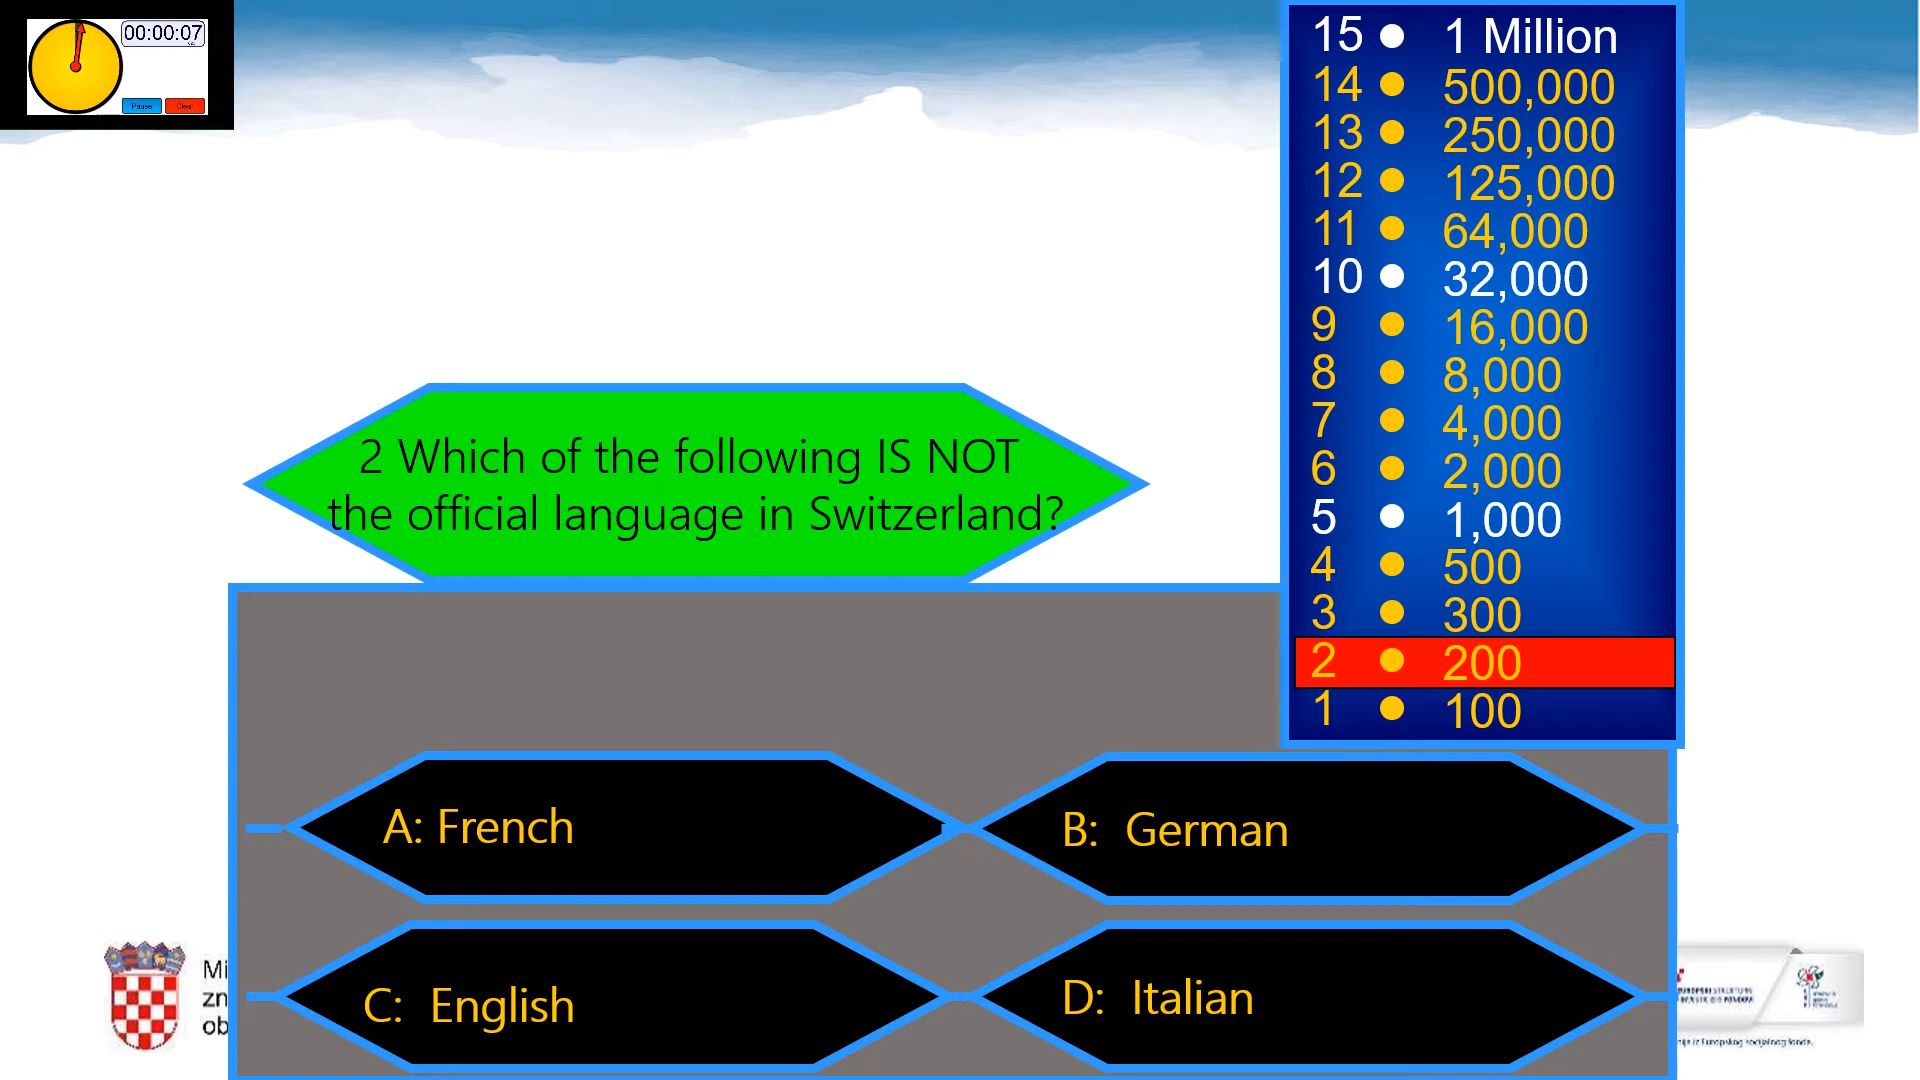 00:00:07
Pause
Clear
15 1 Million
14 500,000
13 250,000
12 125,000
11 64,000
10 32,000
9 16,000
8 8,000
7 4,000
6 2,000
5 1,000
4 500
3 300
2 200
1 100
2 Which of the following IS NOT
the official language in Switzerland?
A: French
B: German
C: English
D: Italian
Mi
zn
ob